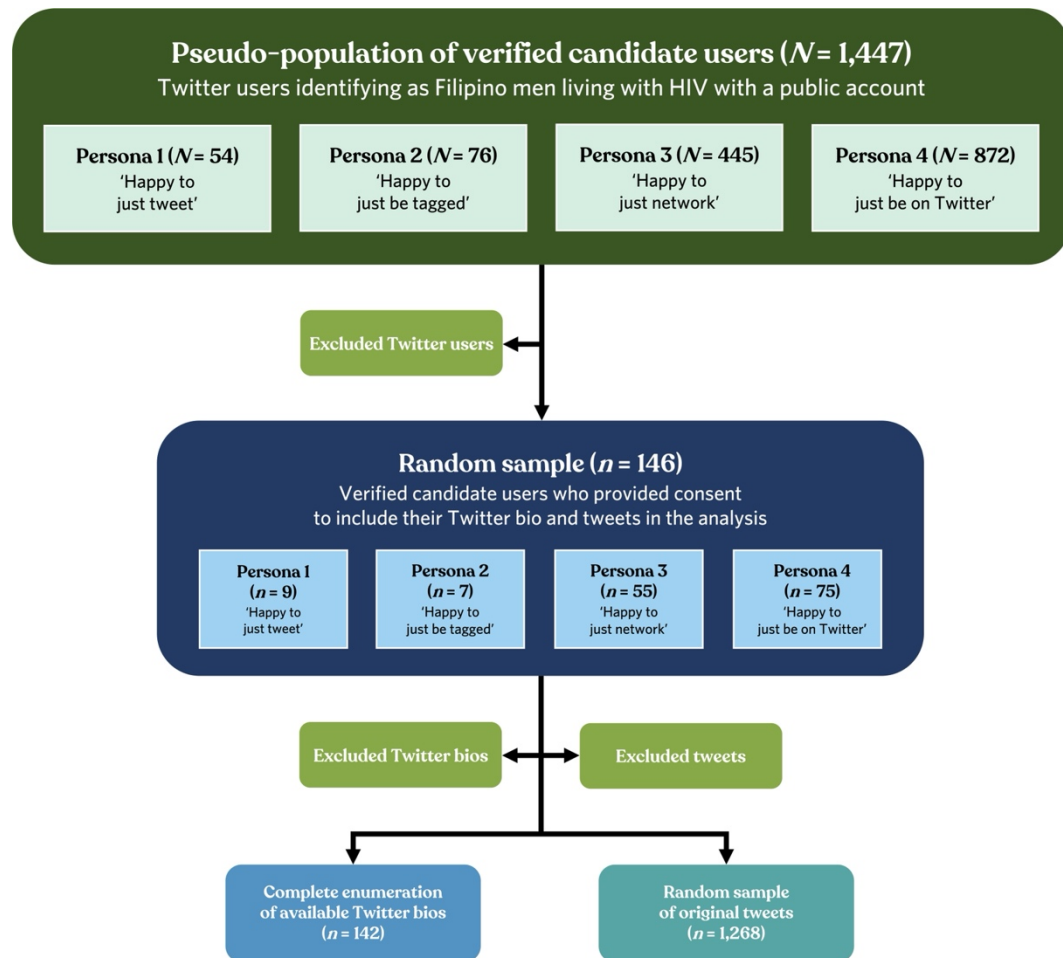 Pseudo-population of verified candidate users (N = 1,447)
Twitter users identifying as Filipino men living with HIV with a public account
Persona 1 (N = 54)
‘Happy to
just tweet’
Persona 2 (N = 76)
‘Happy to
just be tagged’
Persona 3 (N = 445)
‘Happy to
just network’
Persona 4 (N = 872)
‘Happy to
just be on Twitter’
Excluded Twitter users
Random sample (n = 146)
Verified candidate users who provided consent
to include their Twitter bio and tweets in the analysis
Persona 1
(n = 9)
‘Happy to
just tweet’
Persona 2
(n = 7)
‘Happy to
just be tagged’
Persona 3
(n = 55)
‘Happy to
just network’
Persona 4
(n = 75)
‘Happy to
just be on Twitter’
Excluded Twitter bios
Excluded tweets
Complete enumeration
of available Twitter bios
(n = 142)
Random sample
of original tweets
(n = 1,268)